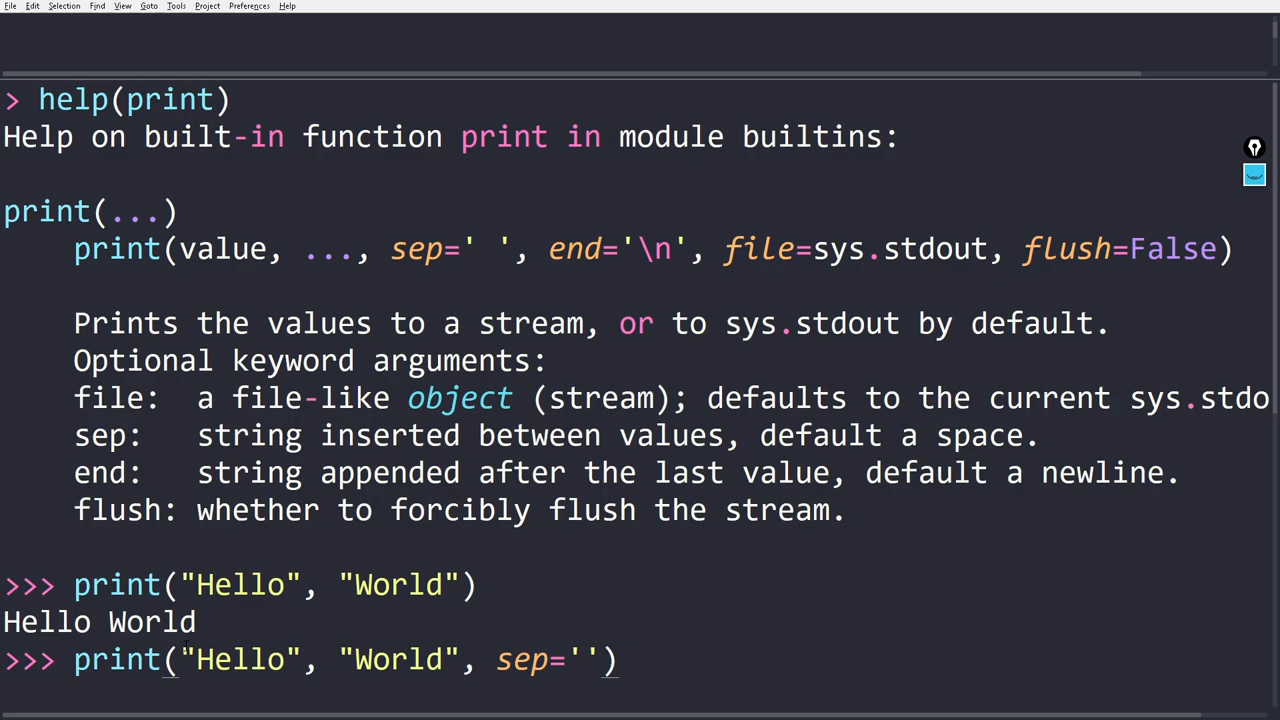 File Edit Selection Find View Goto Tools Project Preferences Help
> help(print)
Help on built-in function print in module builtins:
print(...)
print(value, ..., sep=' ', end='\n', file=sys.stdout, flush=False)
Prints the values to a stream, or to sys.stdout by default.
Optional keyword arguments:
file: a file-like object (stream); defaults to the current sys.stdo
sep: string inserted between values, default a space.
end: string appended after the last value, default a newline.
flush: whether to forcibly flush the stream.
>>> print("Hello", "World")
Hello World
>>> print("Hello", "World", sep='')